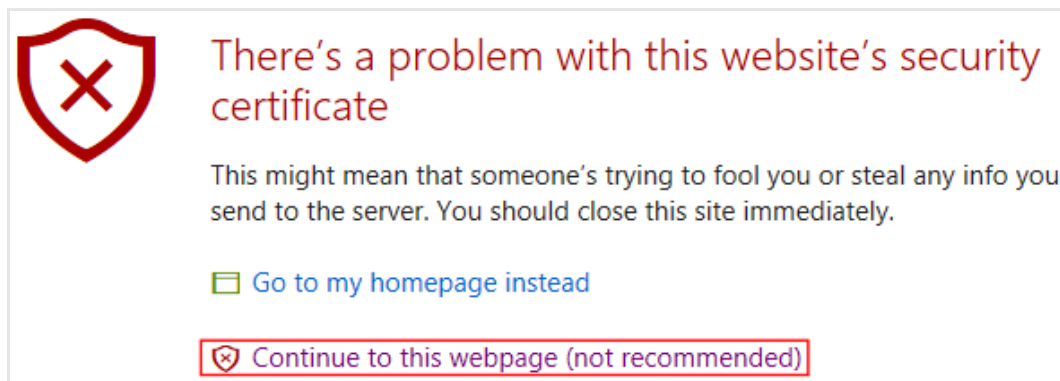 There’s a problem with this website’s security
certificate
This might mean that someone’s trying to fool you or steal any info you
send to the server. You should close this site immediately.
Go to my homepage instead
Continue to this webpage (not recommended)